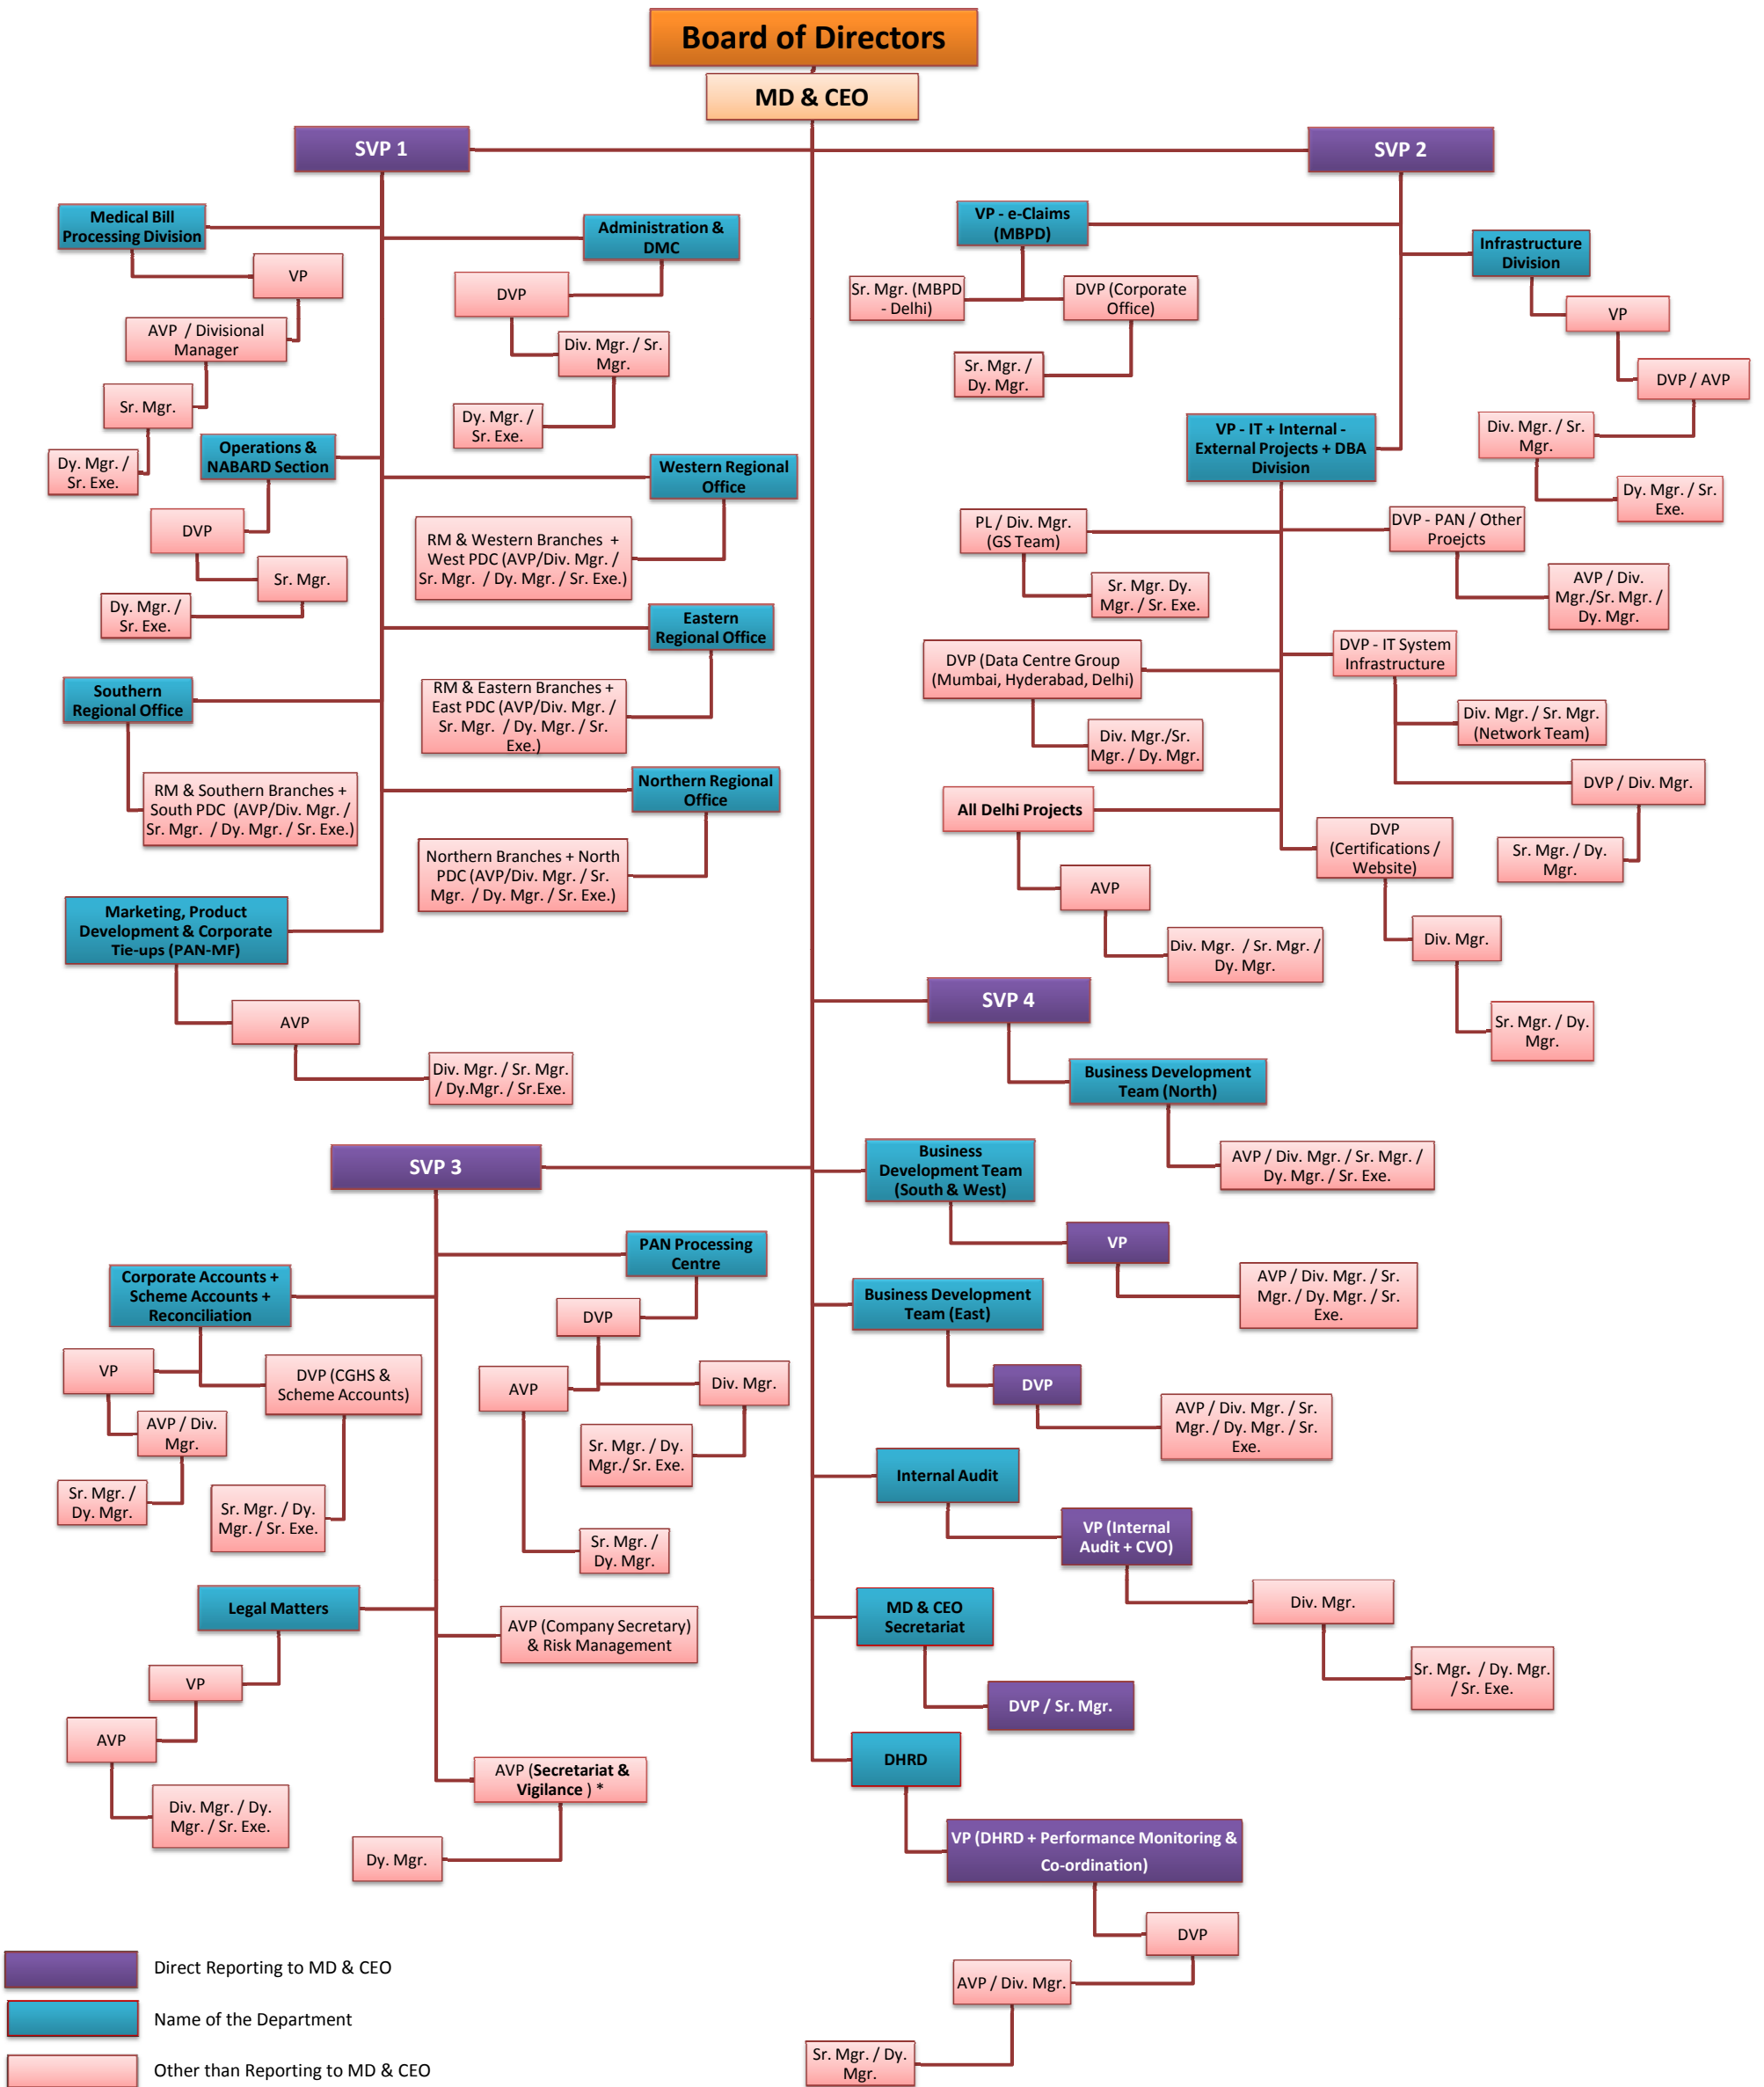 Board of Directors
MD & CEO
SVP 1
SVP 2
Medical Bill
Processing Division
VP
AVP / Divisional
Manager
Sr. Mgr.
Dy. Mgr. /
Sr. Exe.
Administration &
DMC
DVP
Div. Mgr. / Sr.
Mgr.
Dy. Mgr. /
Sr. Exe.
Operations &
NABARD Section
DVP
Sr. Mgr.
Dy. Mgr. /
Sr. Exe.
Western Regional
Office
RM & Western Branches +
West PDC (AVP/Div. Mgr. /
Sr. Mgr. / Dy. Mgr. / Sr. Exe.)
Eastern
Regional Office
RM & Eastern Branches +
East PDC (AVP/Div. Mgr. /
Sr. Mgr. / Dy. Mgr. / Sr.
Exe.)
Southern
Regional Office
RM & Southern Branches +
South PDC (AVP/Div. Mgr. /
Sr. Mgr. / Dy. Mgr. / Sr. Exe.)
Northern Regional
Office
Northern Branches + North
PDC (AVP/Div. Mgr. / Sr.
Mgr. / Dy. Mgr. / Sr. Exe.)
Marketing, Product
Development & Corporate
Tie-ups (PAN-MF)
AVP
Div. Mgr. / Sr. Mgr.
/ Dy.Mgr. / Sr.Exe.
VP - e-Claims
(MBPD)
Sr. Mgr. (MBPD
- Delhi)
DVP (Corporate
Office)
Sr. Mgr. /
Dy. Mgr.
Infrastructure
Division
VP
DVP / AVP
Div. Mgr. / Sr.
Mgr.
Dy. Mgr. / Sr.
Exe.
VP - IT + Internal -
External Projects + DBA
Division
PL / Div. Mgr.
(GS Team)
Sr. Mgr. Dy.
Mgr. / Sr. Exe.
DVP - PAN / Other
Proejcts
AVP / Div.
Mgr./Sr. Mgr. /
Dy. Mgr.
DVP (Data Centre Group
(Mumbai, Hyderabad, Delhi)
Div. Mgr./Sr.
Mgr. / Dy. Mgr.
DVP - IT System
Infrastructure
Div. Mgr. / Sr. Mgr.
(Network Team)
DVP / Div. Mgr.
Sr. Mgr. / Dy.
Mgr.
All Delhi Projects
AVP
Div. Mgr. / Sr. Mgr. /
Dy. Mgr.
DVP
(Certifications /
Website)
Div. Mgr.
Sr. Mgr. / Dy.
Mgr.
SVP 4
Business Development
Team (North)
AVP / Div. Mgr. / Sr. Mgr. /
Dy. Mgr. / Sr. Exe.
SVP 3
Corporate Accounts +
Scheme Accounts +
Reconciliation
VP
AVP / Div.
Mgr.
Sr. Mgr. /
Dy. Mgr.
DVP (CGHS &
Scheme Accounts)
Sr. Mgr. / Dy.
Mgr. / Sr. Exe.
PAN Processing
Centre
DVP
AVP
Div. Mgr.
Sr. Mgr. / Dy.
Mgr./ Sr. Exe.
Sr. Mgr. /
Dy. Mgr.
Legal Matters
VP
AVP
Div. Mgr. / Dy.
Mgr. / Sr. Exe.
AVP (Company Secretary)
& Risk Management
AVP (Secretariat &
Vigilance ) *
Dy. Mgr.
Business
Development Team
(South & West)
VP
AVP / Div. Mgr. / Sr.
Mgr. / Dy. Mgr. / Sr.
Exe.
Business Development
Team (East)
DVP
AVP / Div. Mgr. / Sr.
Mgr. / Dy. Mgr. / Sr.
Exe.
Internal Audit
VP (Internal
Audit + CVO)
Div. Mgr.
Sr. Mgr. / Dy. Mgr.
/ Sr. Exe.
MD & CEO
Secretariat
DVP / Sr. Mgr.
DHRD
VP (DHRD + Performance Monitoring &
Co-ordination)
DVP
AVP / Div. Mgr.
Sr. Mgr. / Dy.
Mgr.
Direct Reporting to MD & CEO
Name of the Department
Other than Reporting to MD & CEO